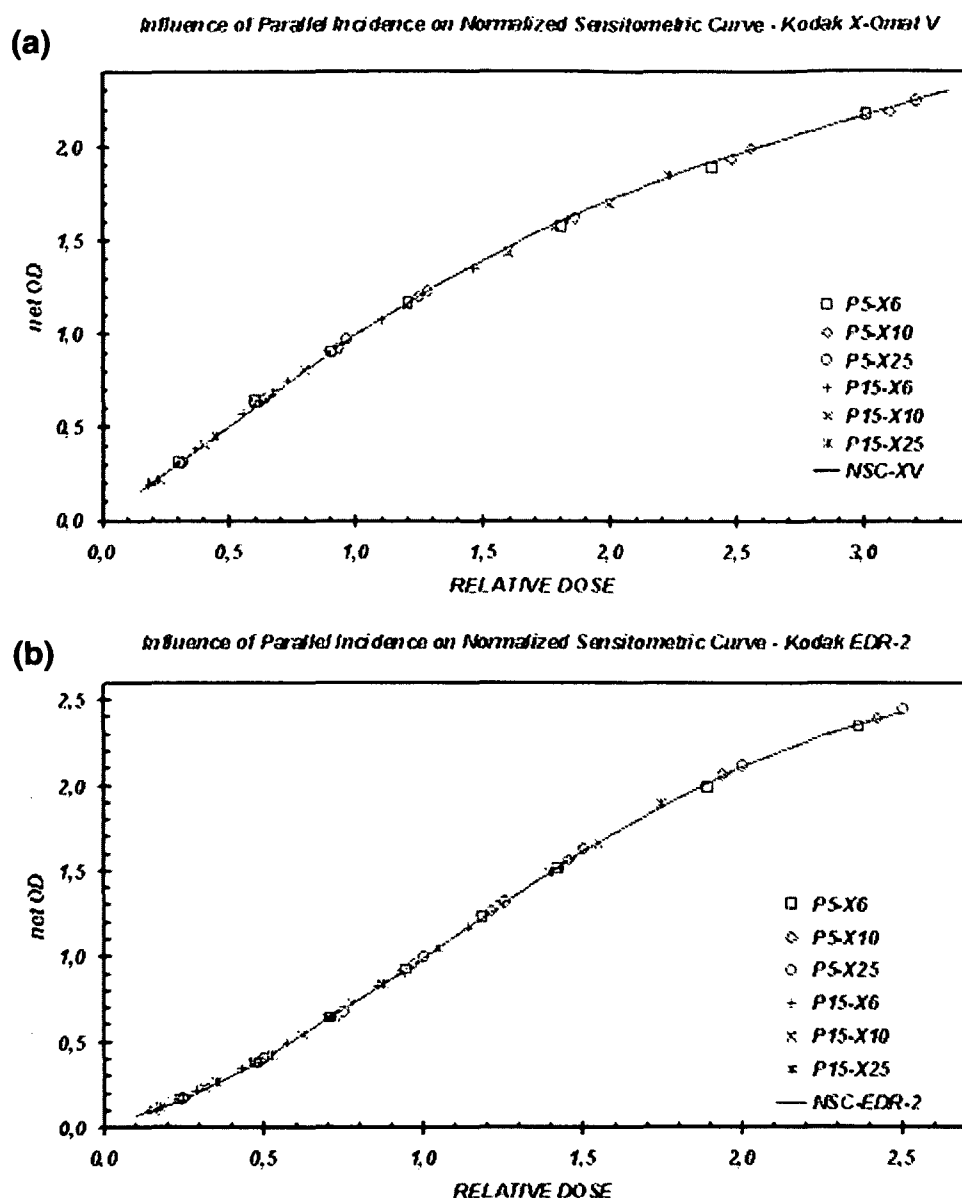 (a)
Influence of Parallel Incidence on Normalized Sensitometric Curve - Kodak X-Omat V
net OD
2,0
1,5
1,0
0,5
0,0
0,0 0,5 1,0 1,5 2,0 2,5 3,0
RELATIVE DOSE
P5-X6
P5-X10
P5-X25
P15-X6
P15-X10
P15-X25
NSC-XV
(b)
Influence of Parallel Incidence on Normalized Sensitometric Curve - Kodak EDR-2
net OD
2,5
2,0
1,5
1,0
0,5
0,0
0,0 0,5 1,0 1,5 2,0 2,5
RELATIVE DOSE
P5-X6
P5-X10
P5-X25
P15-X6
P15-X10
P15-X25
NSC-EDR-2